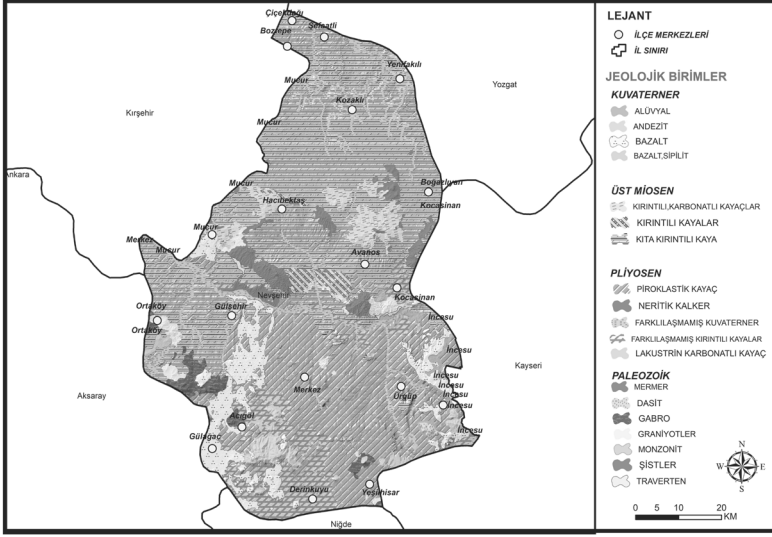 Çiçekdağı
Şefaatli
Boztepe
Yenifakılı
Mucur
Yozgat
Kozaklı
Kırşehir
Mucur
Ankara
Mucur
Boğazlıyan
Hacıbektaş
Kocasinan
Mucur
Merkez
Mucur
Avanos
Nevşehir
Kocasinan
Ortaköy
Gülşehir
İncesu
Ortaköy
İncesu
Kayseri
İncesu
Merkez
İncesu
Aksaray
Ürgüp
İncesu
İncesu
Acıgöl
İncesu
Gülağaç
Derinkuyu
Yeşilhisar
Niğde
LEJANT
İLÇE MERKEZLERİ
İL SINIRI
JEOLOJİK BİRİMLER
KUVATERNER
ALÜVYAL
ANDEZİT
BAZALT
BAZALT,SİPİLİT
ÜST MİOSEN
KIRINTILI,KARBONATLI KAYAÇLAR
KIRINTILI KAYALAR
KITA KIRINTILI KAYA
PLİYOSEN
PİROKLASTİK KAYAÇ
NERİTİK KALKER
FARKLILAŞMAMIŞ KUVATERNER
FARKLILAŞMAMIŞ KIRINTILI KAYALAR
LAKUSTRİN KARBONATLI KAYAÇ
PALEOZOİK
MERMER
DASİT
GABRO
GRANİYOTLER
MONZONİT
ŞİSTLER
TRAVERTEN
N
W E
S
0 5 10 20
KM